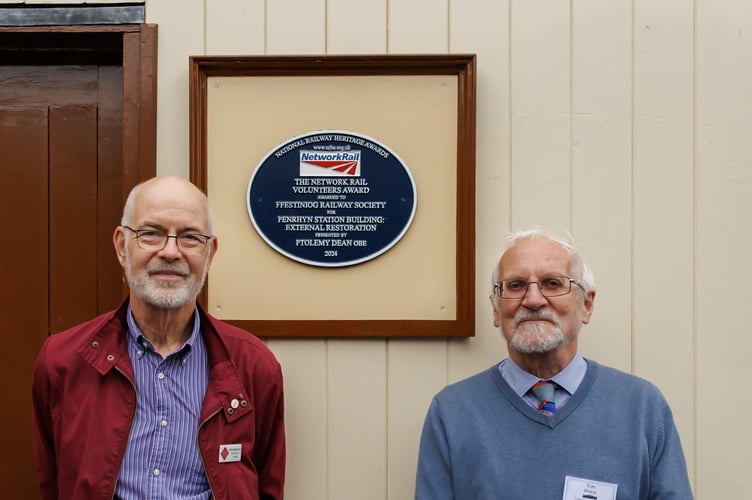 NATIONAL RAILWAY HERITAGE AWARDS
www.nrha.org.uk
NetworkRail
THE NETWORK RAIL
VOLUNTEERS AWARD
AWARDED TO
FFESTINIOG RAILWAY SOCIETY
FOR
PENRHYN STATION BUILDING:
EXTERNAL RESTORATION
PRESENTED BY
PTOLEMY DEAN OBE
2024
Tim